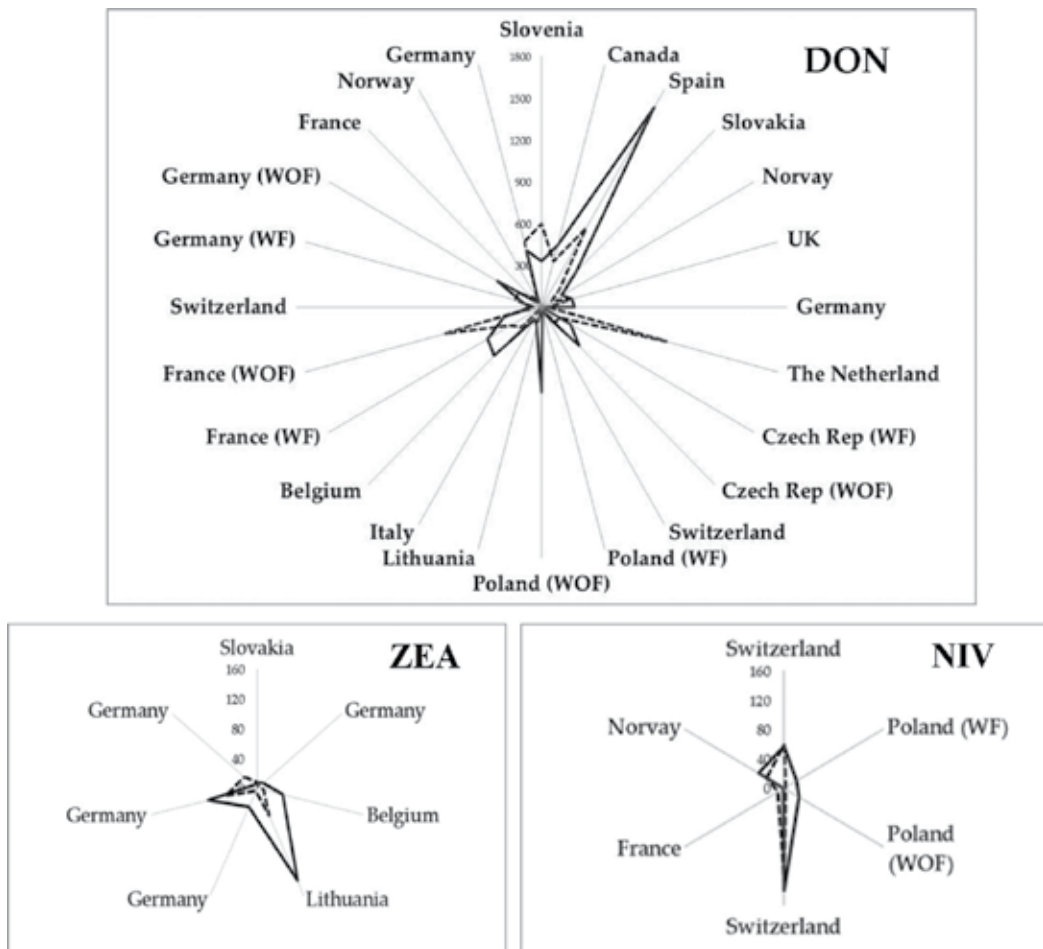 DON
Slovenia
Canada
Spain
Slovakia
Norvay
UK
Germany
The Netherland
Czech Rep (WF)
Czech Rep (WOF)
Switzerland
Poland (WF)
Poland (WOF)
Lithuania
Italy
Belgium
France (WF)
France (WOF)
Switzerland
Germany (WF)
Germany (WOF)
France
Norway
Germany
1800
1500
1200
900
600
300
ZEA
Slovakia
Germany
Belgium
Lithuania
Germany
Germany
Germany
160
120
80
40
NIV
Switzerland
Poland (WF)
Poland
(WOF)
Switzerland
France
Norvay
160
120
80
40
0